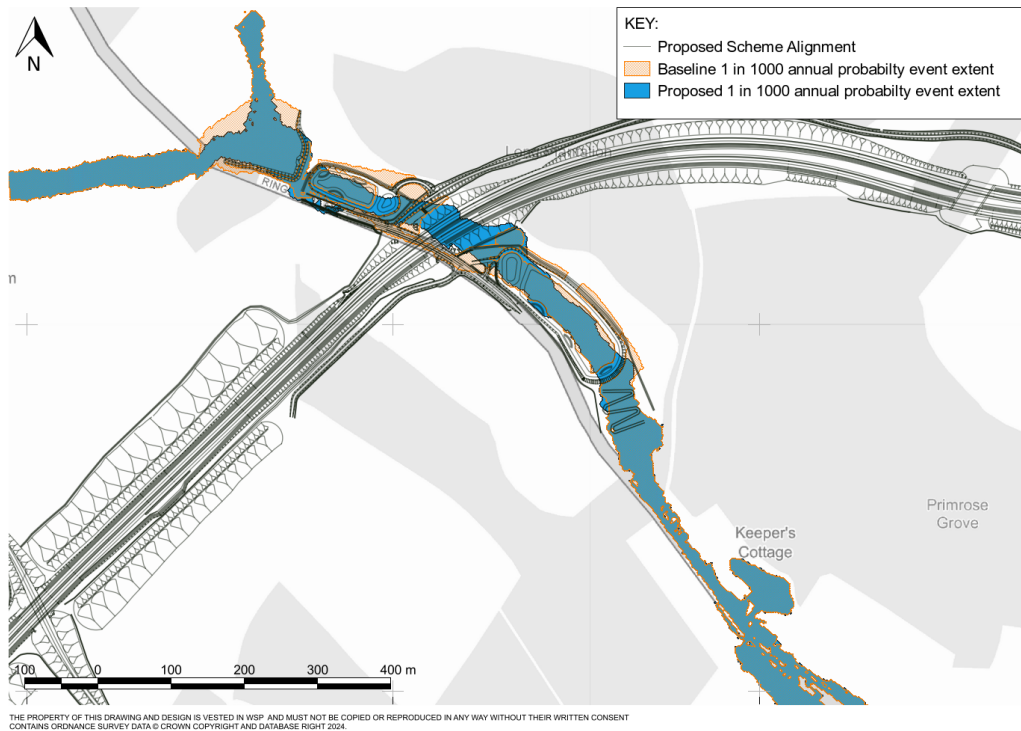 KEY:
Proposed Scheme Alignment
Baseline 1 in 1000 annual probabilty event extent
Proposed 1 in 1000 annual probabilty event extent
N
RING
m
Primrose
Grove
Keeper's
Cottage
100 0 100 200 300 400 m
THE PROPERTY OF THIS DRAWING AND DESIGN IS VESTED IN WSP AND MUST NOT BE COPIED OR REPRODUCED IN ANY WAY WITHOUT THEIR WRITTEN CONSENT
CONTAINS ORDNANCE SURVEY DATA © CROWN COPYRIGHT AND DATABASE RIGHT 2024.